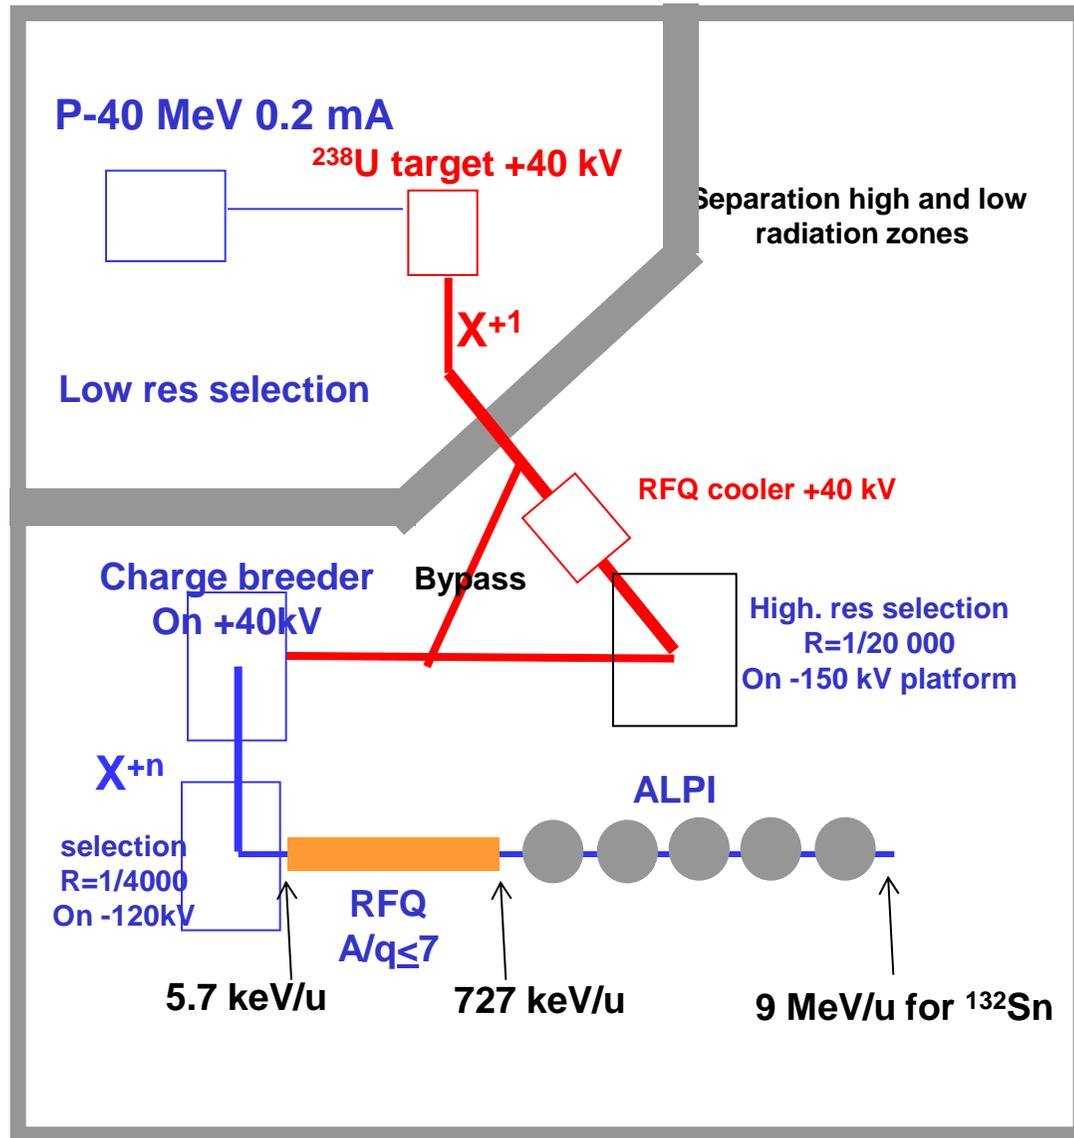 P-40 MeV 0.2 mA
²³⁸U target +40 kV
Separation high and low
radiation zones
X⁺¹
Low res selection
RFQ cooler +40 kV
Charge breeder
On +40kV
Bypass
High. res selection
R=1/20 000
On -150 kV platform
X⁺ⁿ
ALPI
selection
R=1/4000
On -120kV
RFQ
A/q≤7
5.7 keV/u
727 keV/u
9 MeV/u for ¹³²Sn